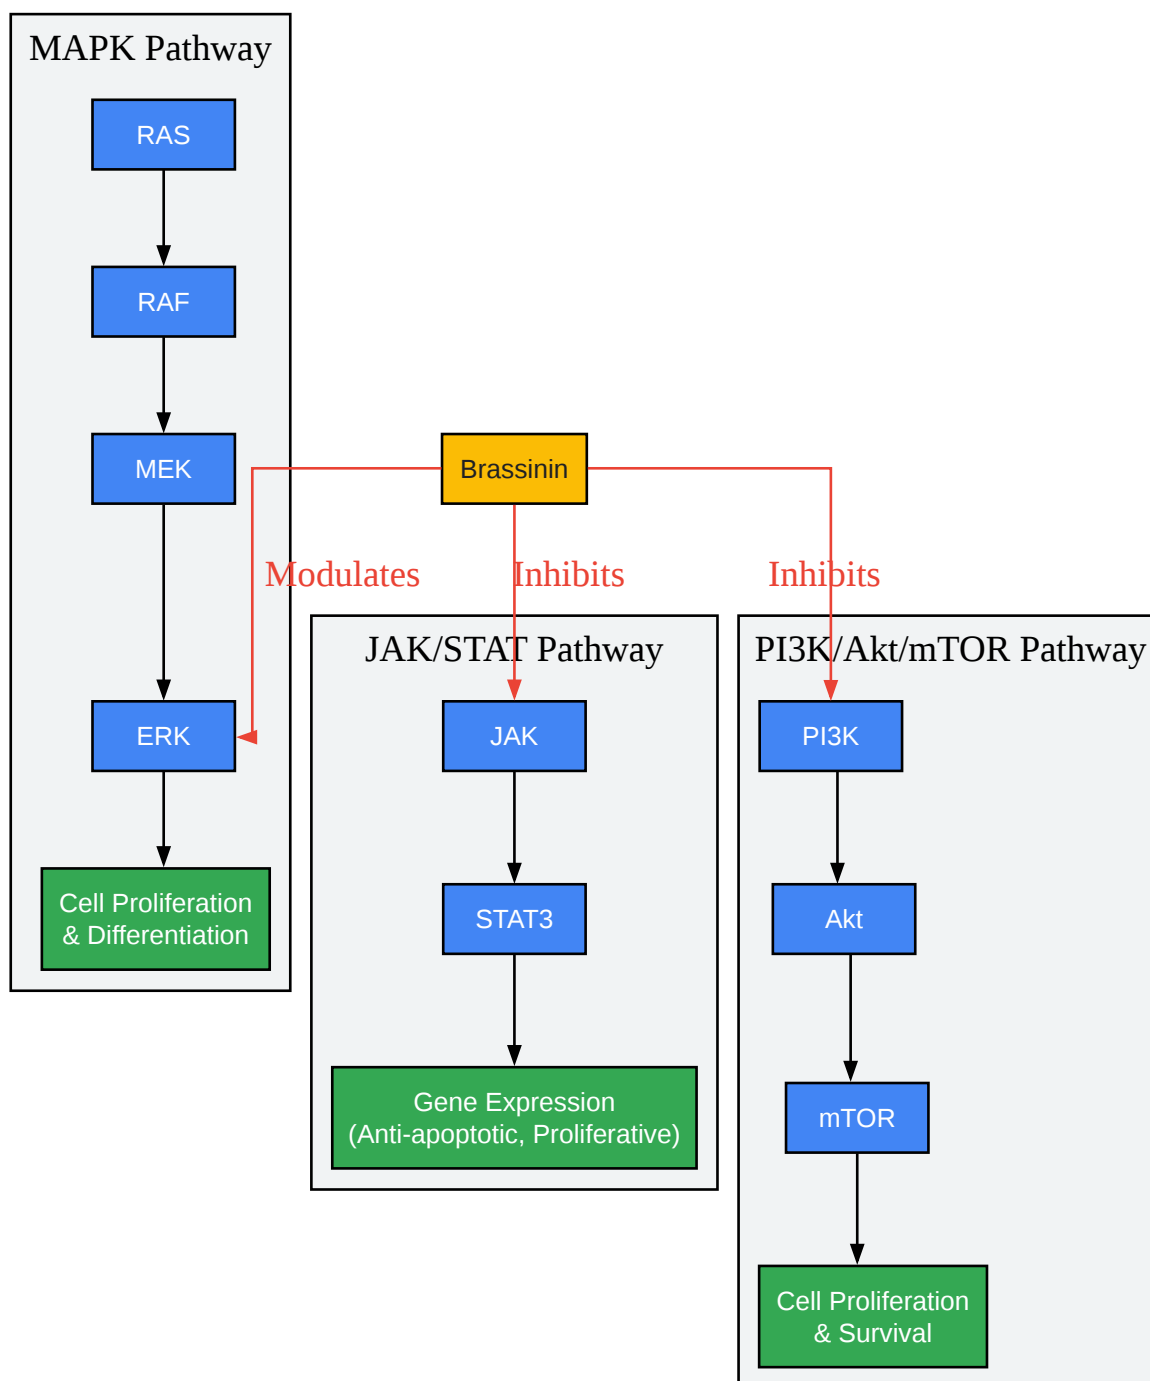 MAPK Pathway
RAS
RAF
MEK
Brassinin
Modulates
Inhibits
Inhibits
JAK/STAT Pathway
PI3K/Akt/mTOR Pathway
ERK
JAK
PI3K
Cell Proliferation
& Differentiation
STAT3
Akt
Gene Expression
(Anti-apoptotic, Proliferative)
mTOR
Cell Proliferation
& Survival